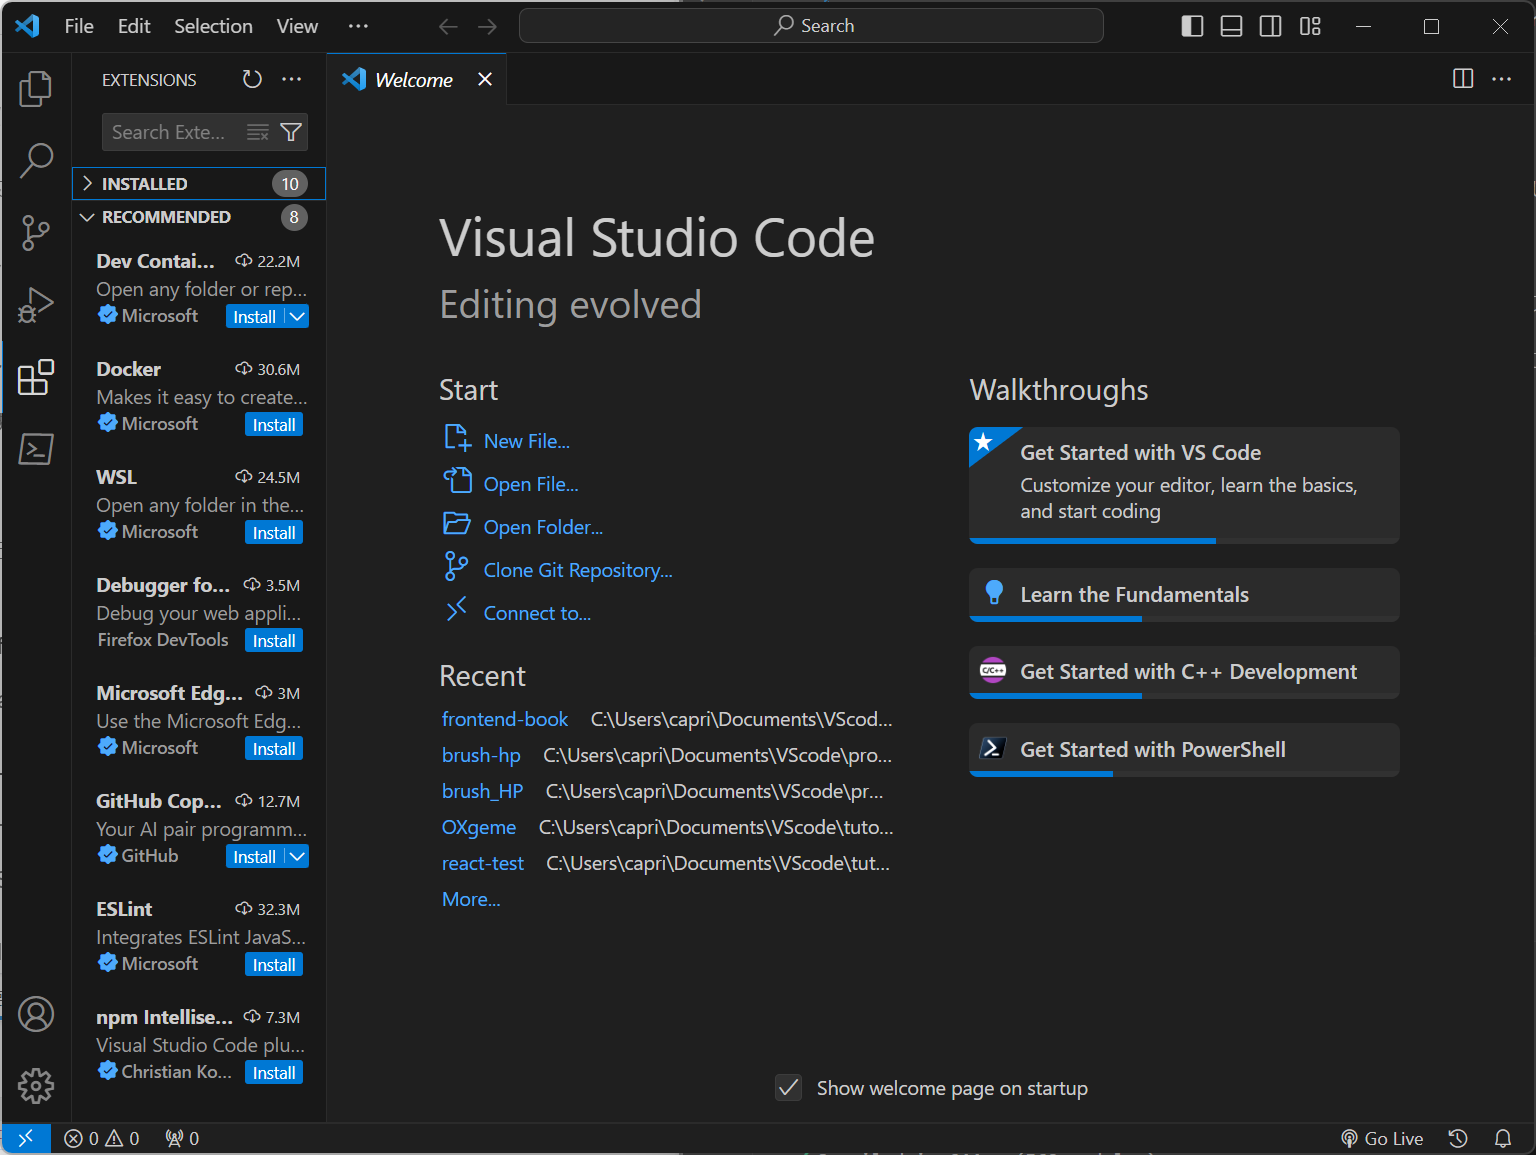 File Edit Selection View ···
Search
EXTENSIONS
Search Exte...
INSTALLED 10
RECOMMENDED 8
Dev Contai... 22.2M
Open any folder or rep...
Microsoft Install
Docker 30.6M
Makes it easy to create...
Microsoft Install
WSL 24.5M
Open any folder in the...
Microsoft Install
Debugger fo... 3.5M
Debug your web appli...
Firefox DevTools Install
Microsoft Edg... 3M
Use the Microsoft Edg...
Microsoft Install
GitHub Cop... 12.7M
Your AI pair programm...
GitHub Install
ESLint 32.3M
Integrates ESLint JavaS...
Microsoft Install
npm Intellise... 7.3M
Visual Studio Code plu...
Christian Ko... Install
Welcome
Visual Studio Code
Editing evolved
Start
New File...
Open File...
Open Folder...
Clone Git Repository...
Connect to...
Recent
frontend-book C:\Users\capri\Documents\VScod...
brush-hp C:\Users\capri\Documents\VScode\pro...
brush_HP C:\Users\capri\Documents\VScode\pr...
OXgeme C:\Users\capri\Documents\VScode\tuto...
react-test C:\Users\capri\Documents\VScode\tut...
More...
Walkthroughs
Get Started with VS Code
Customize your editor, learn the basics,
and start coding
Learn the Fundamentals
C/C++ Get Started with C++ Development
Get Started with PowerShell
Show welcome page on startup
0 0 0
Go Live